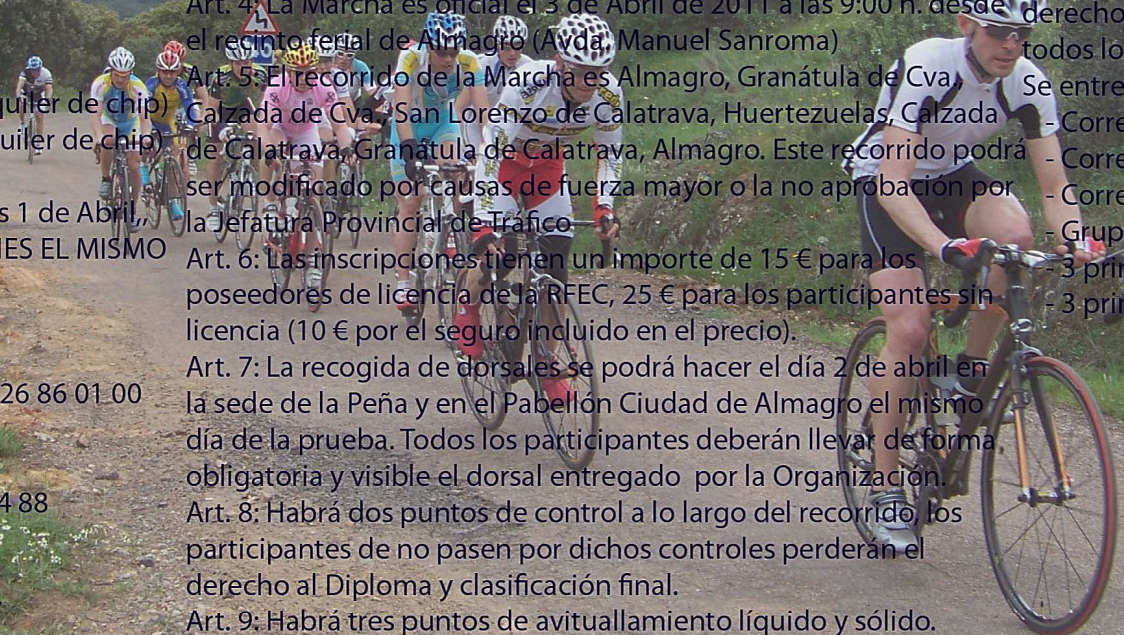 quiler de chip)
uiler de chip)
s 1 de Abril,,
NES EL MISMO
26 86 01 00
4 88
Art. 4: La Marcha es oficial el 3 de Abril de 2011 a las 9:00 h. desde
el recinto ferial de Almagro (Avda. Manuel Sanroma)
Art. 5: El recorrido de la Marcha es Almagro, Granátula de Cva.,
Calzada de Cva., San Lorenzo de Calatrava, Huertezuelas, Calzada
de Calatrava, Granátula de Calatrava, Almagro. Este recorrido podrá
ser modificado por causas de fuerza mayor o la no aprobación por
la Jefatura Provincial de Tráfico
Art. 6: Las inscripciones tienen un importe de 15 € para los
poseedores de licencia de la RFEC, 25 € para los participantes sin
licencia (10 € por el seguro incluido en el precio).
Art. 7: La recogida de dorsales se podrá hacer el día 2 de abril en
la sede de la Peña y en el Pabellón Ciudad de Almagro el mismo
día de la prueba. Todos los participantes deberán llevar de forma
obligatoria y visible el dorsal entregado  por la Organización.
Art. 8: Habrá dos puntos de control a lo largo del recorrido, los
participantes de no pasen por dichos controles perderán el
derecho al Diploma y clasificación final.
Art. 9: Habrá tres puntos de avituallamiento líquido y sólido.
derecho
todos lo
Se entre
- Corre
- Corre
- Corre
- Grup
- 3 prir
- 3 prir